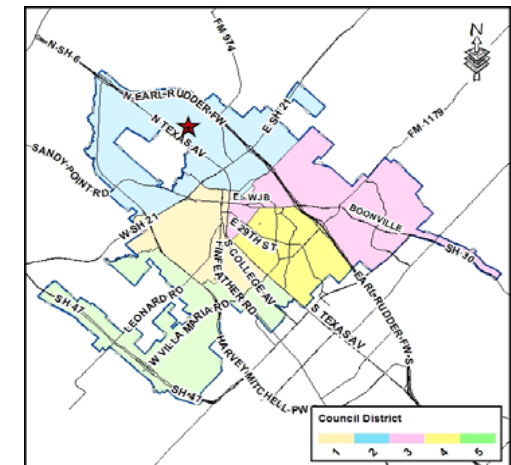 FM 974
N
N-SH-6
N-EARL-RUDDER-FW
E SH 21
N TEXAS AV
FM-1179
SANDY-POINT-RD
E WJB
BOONVILLE
W-SH 21
E 29TH ST
SH-30
S COLLEGE AV
FINFEATHER RD
EARL-RUDDER-FW-S
LEONARD RD
SH 47
W VILLA MARIA RD
S TEXAS AV
HARVEY-MITCHELL-PW
SH-47
Council District
1 2 3 4 5